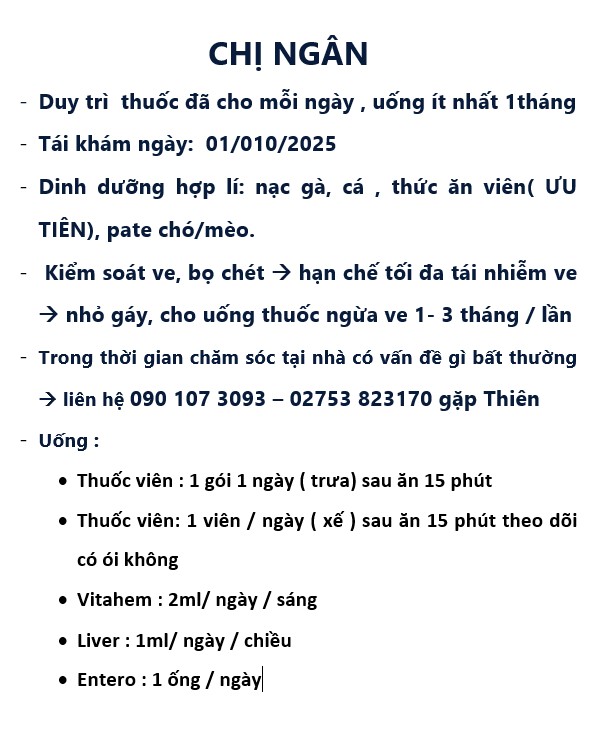 CHỊ NGÂN
- Duy trì thuốc đã cho mỗi ngày , uống ít nhất 1tháng
- Tái khám ngày: 01/010/2025
- Dinh dưỡng hợp lí: nạc gà, cá , thức ăn viên( ƯU
TIÊN), pate chó/mèo.
- Kiểm soát ve, bọ chét → hạn chế tối đa tái nhiễm ve
→ nhỏ gáy, cho uống thuốc ngừa ve 1- 3 tháng / lần
- Trong thời gian chăm sóc tại nhà có vấn đề gì bất thường
→ liên hệ 090 107 3093 – 02753 823170 gặp Thiên
- Uống :
• Thuốc viên : 1 gói 1 ngày ( trưa) sau ăn 15 phút
• Thuốc viên: 1 viên / ngày ( xế ) sau ăn 15 phút theo dõi
có ói không
• Vitahem : 2ml/ ngày / sáng
• Liver : 1ml/ ngày / chiều
• Entero : 1 ống / ngày